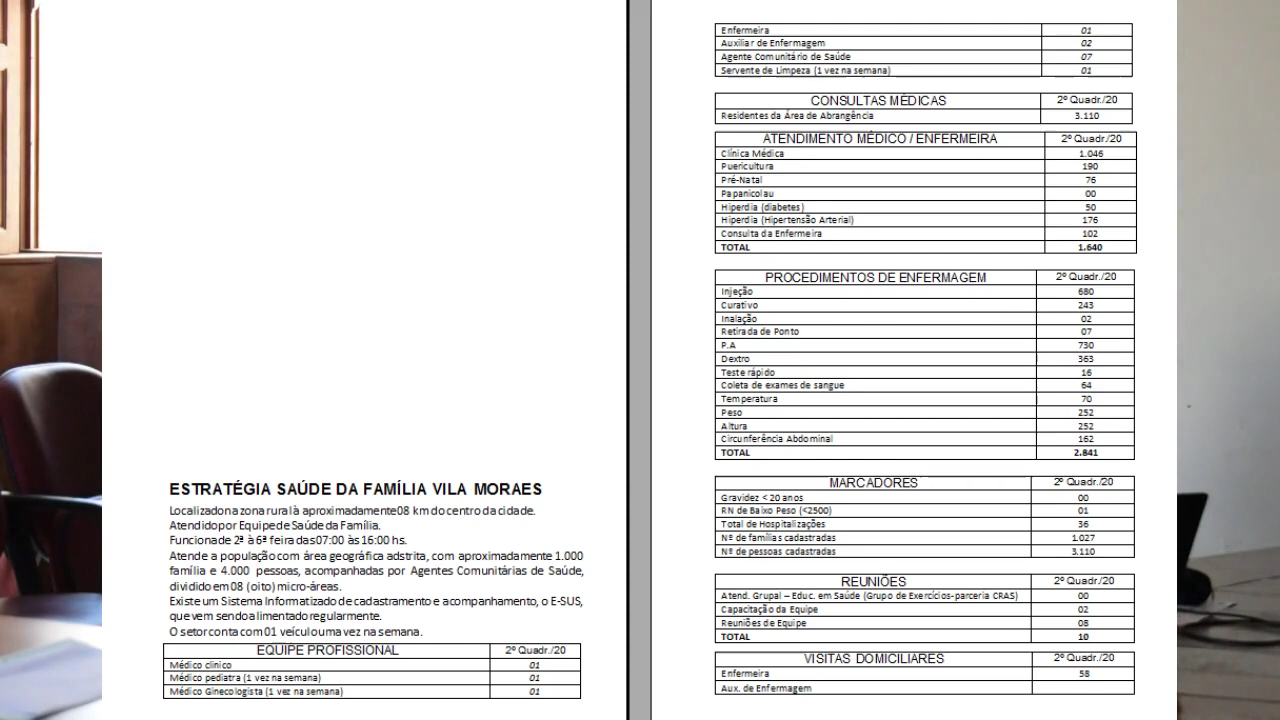 ESTRATÉGIA SAÚDE DA FAMÍLIA VILA MORAES
Localizado na zona rural à aproximadamente 08 km do centro da cidade.
Atendido por Equipe de Saúde da Família.
Funciona de 2ª à 6ª feira das 07:00 às 16:00 hs.
Atende a população com área geográfica adstrita, com aproximadamente 1.000
família e 4.000 pessoas, acompanhadas por Agentes Comunitárias de Saúde,
dividido em 08 (oito) micro-áreas.
Existe um Sistema Informatizado de cadastramento e acompanhamento, o E-SUS,
que vem sendo alimentado regularmente.
O setor conta com 01 veículo uma vez na semana.
EQUIPE PROFISSIONAL 2º Quadr./20
Médico clinico 01
Médico pediatra (1 vez na semana) 01
Médico Ginecologista (1 vez na semana) 01
Enfermeira 01
Auxiliar de Enfermagem 02
Agente Comunitário de Saúde 07
Servente de Limpeza (1 vez na semana) 01
CONSULTAS MÉDICAS 2º Quadr./20
Residentes da Área de Abrangência 3.110
ATENDIMENTO MÉDICO / ENFERMEIRA 2º Quadr./20
Clínica Médica 1.046
Puericultura 190
Pré-Natal 76
Papanicolau 00
Hiperdia (diabetes) 50
Hiperdia (Hipertensão Arterial) 176
Consulta da Enfermeira 102
TOTAL 1.640
PROCEDIMENTOS DE ENFERMAGEM 2º Quadr./20
Injeção 680
Curativo 243
Inalação 02
Retirada de Ponto 07
P.A 730
Dextro 363
Teste rápido 16
Coleta de exames de sangue 64
Temperatura 70
Peso 252
Altura 252
Circunferência Abdominal 162
TOTAL 2.841
MARCADORES 2º Quadr./20
Gravidez < 20 anos 00
RN de Baixo Peso (<2500) 01
Total de Hospitalizações 36
Nº de famílias cadastradas 1.027
Nº de pessoas cadastradas 3.110
REUNIÕES 2º Quadr./20
Atend. Grupal – Educ. em Saúde (Grupo de Exercícios-parceria CRAS) 00
Capacitação da Equipe 02
Reuniões de Equipe 08
TOTAL 10
VISITAS DOMICILIARES 2º Quadr./20
Enfermeira 58
Aux. de Enfermagem